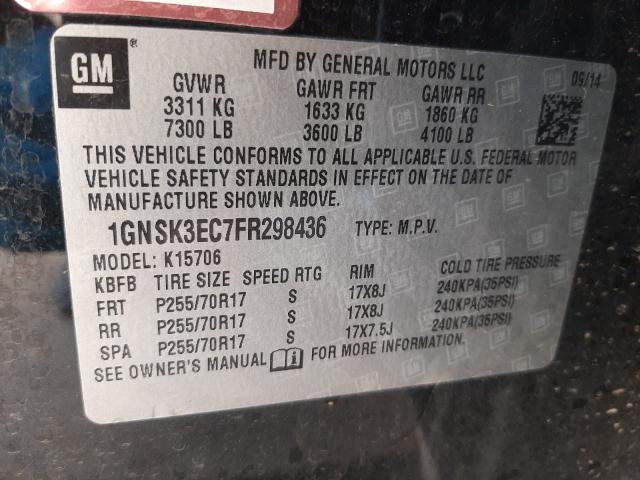 GM
®
MFD BY GENERAL MOTORS LLC
09/14
GVWR GAWR FRT GAWR RR
3311 KG 1633 KG 1860 KG
7300 LB 3600 LB 4100 LB
THIS VEHICLE CONFORMS TO ALL APPLICABLE U.S. FEDERAL MOTOR
VEHICLE SAFETY STANDARDS IN EFFECT ON THE DATE OF
MANUFACTURE SHOWN ABOVE.
1GNSK3EC7FR298436 TYPE: M.P.V.
MODEL: K15706
KBFB TIRE SIZE SPEED RTG RIM COLD TIRE PRESSURE
FRT P255/70R17 S 17X8J 240KPA(35PSI)
RR P255/70R17 S 17X8J 240KPA(35PSI)
SPA P255/70R17 S 17X7.5J 240KPA(35PSI)
SEE OWNER'S MANUAL FOR MORE INFORMATION.